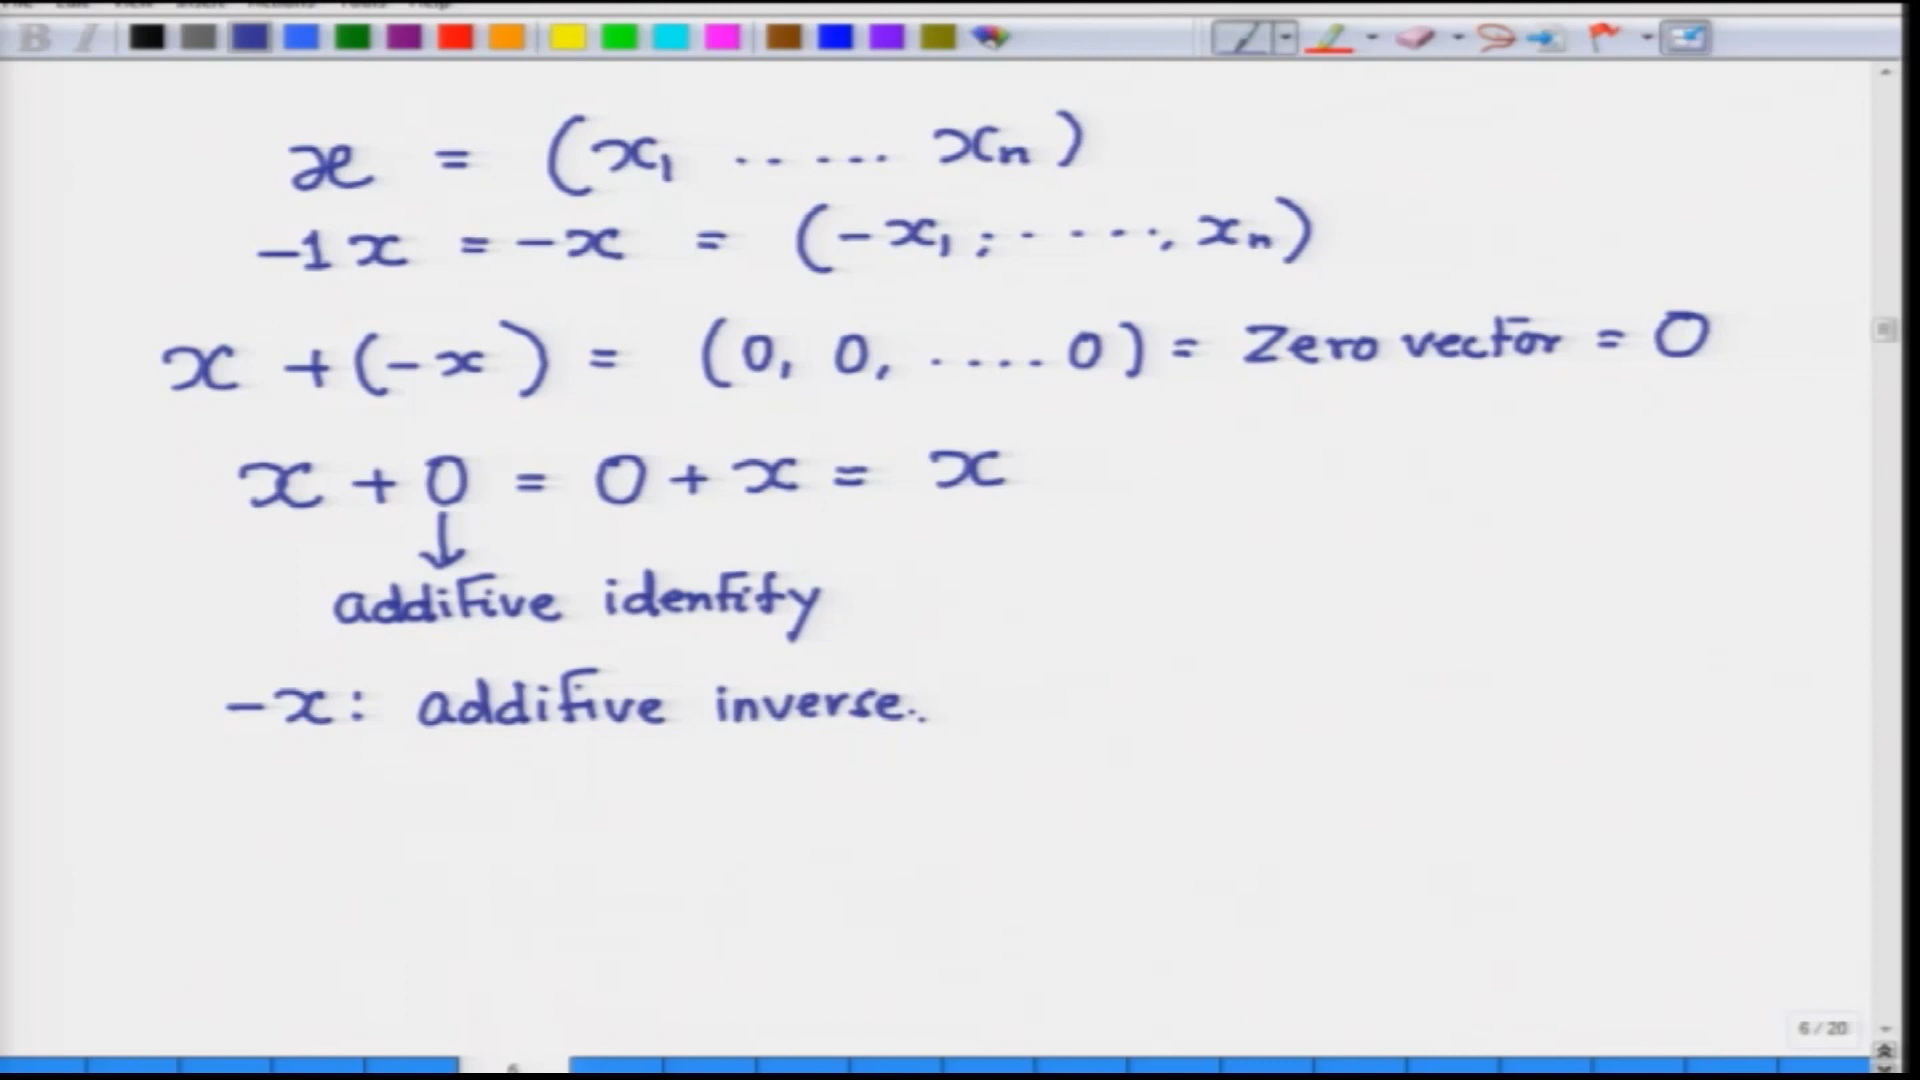 B I
x = (x₁ ...... xₙ)
-1x = -x = (-x₁, ....., xₙ)
x + (-x) = (0, 0, .... 0) = Zero vector = 0
x + 0 = 0 + x = x
↓
additive identity
-x: additive inverse.
6 / 20